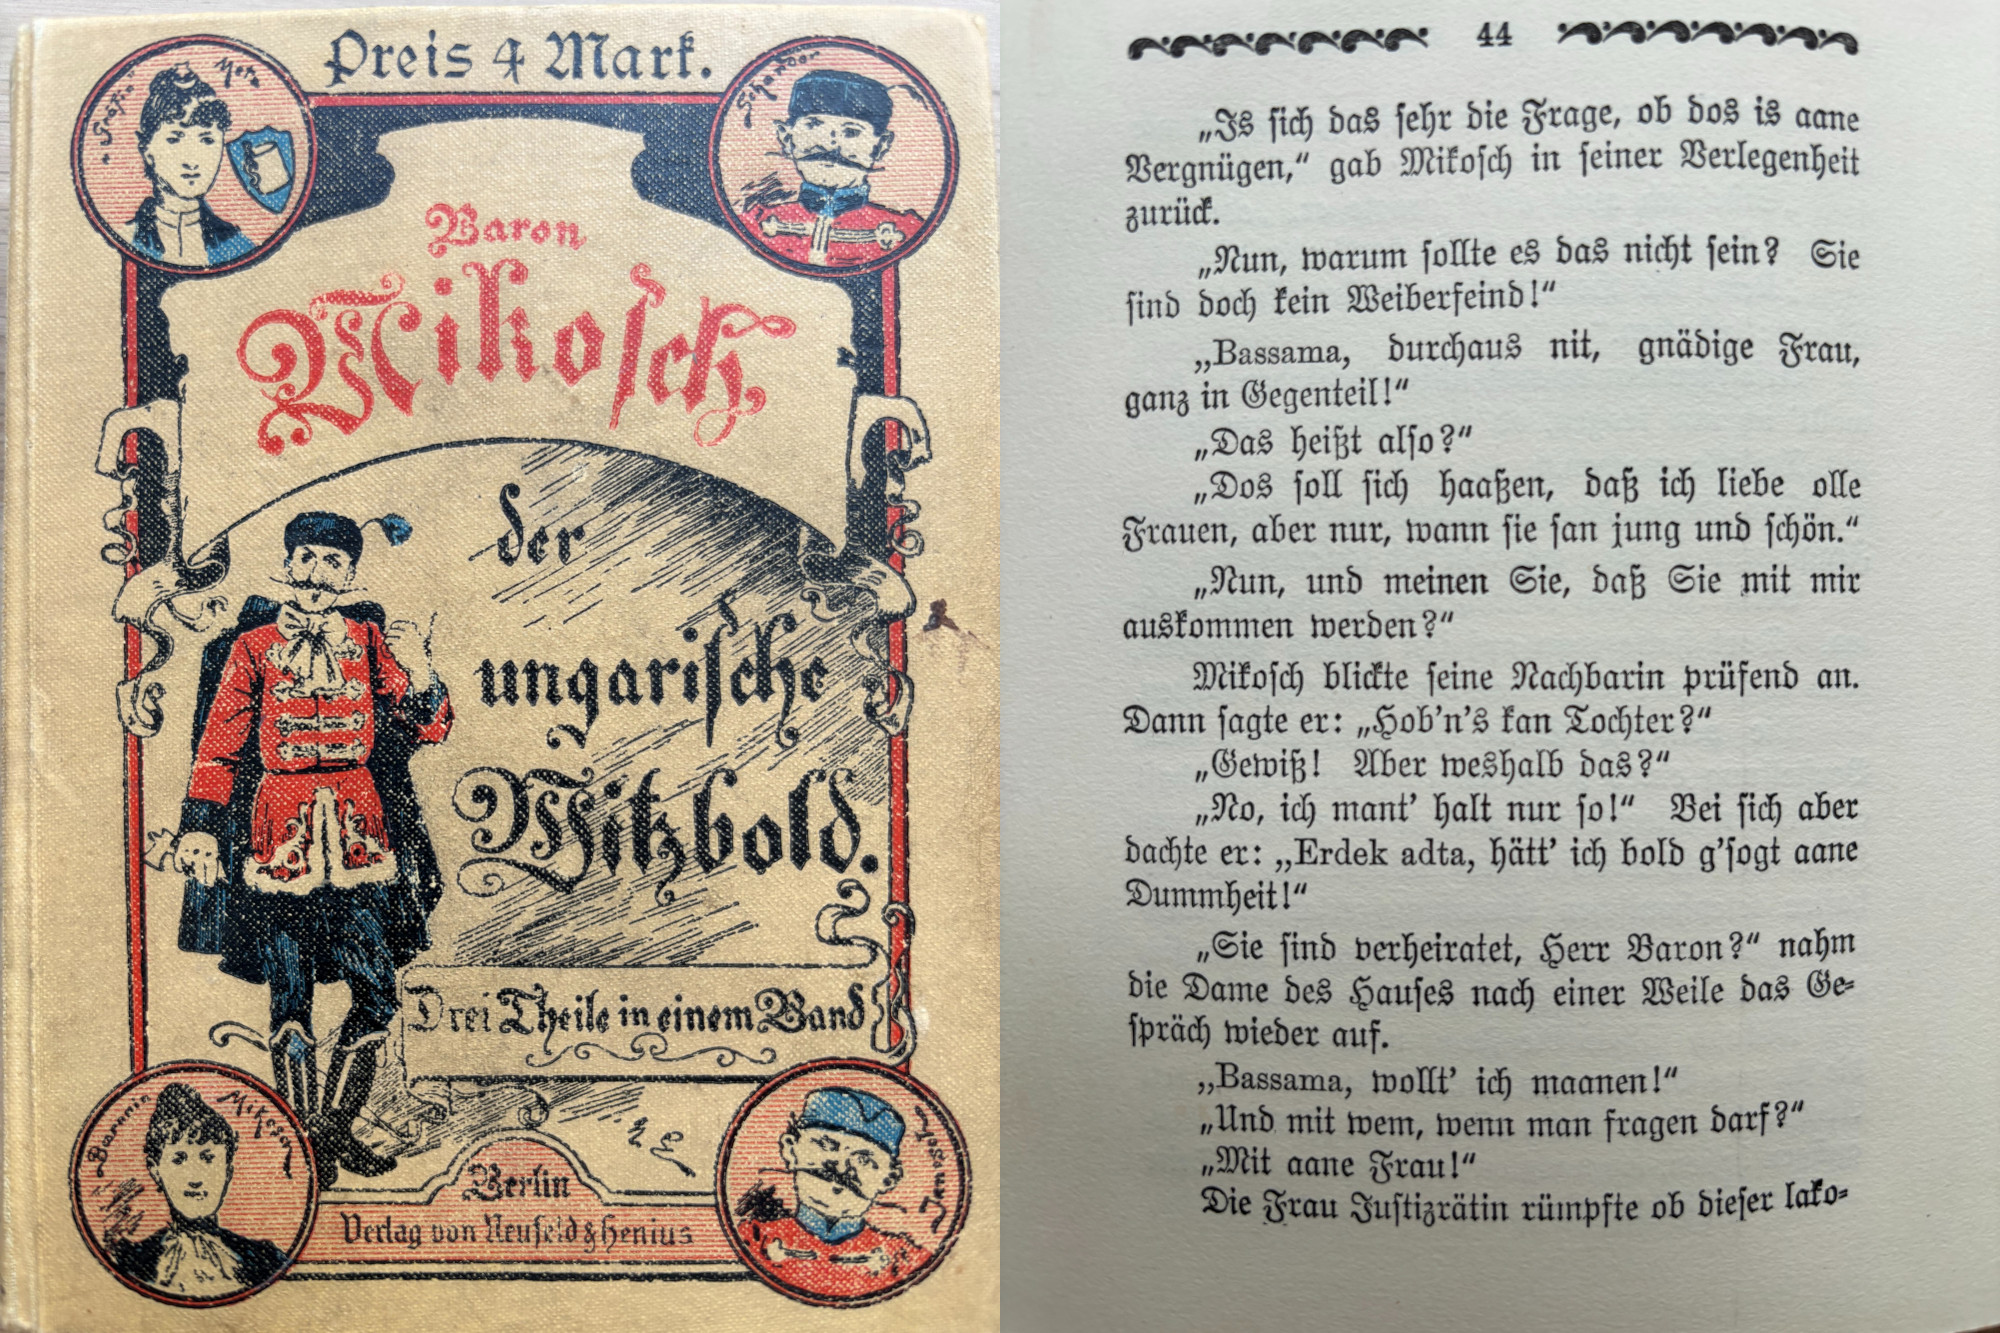 Preis 4 Mark.
Gräfin Metz
Schandor
Baron
Mikosch
der
ungarische
Witzbold.
Drei Theile in einem Band
Baronin Mikosch
Janosch
Berlin
Verlag von Neufeld & Henius
44
„Is sich das sehr die Frage, ob dos is aane
Vergnügen,“ gab Mikosch in seiner Verlegenheit
zurück.
„Nun, warum sollte es das nicht sein? Sie
sind doch kein Weiberfeind!“
„Bassama, durchaus nit, gnädige Frau,
ganz in Gegenteil!“
„Das heißt also?“
„Dos soll sich haaßen, daß ich liebe olle
Frauen, aber nur, wann sie san jung und schön.“
„Nun, und meinen Sie, daß Sie mit mir
auskommen werden?“
Mikosch blickte seine Nachbarin prüfend an.
Dann sagte er: „Hob’n’s kan Tochter?“
„Gewiß! Aber weshalb das?“
„No, ich mant’ halt nur so!“ Bei sich aber
dachte er: „Erdek adta, hätt’ ich bold g’sogt aane
Dummheit!“
„Sie sind verheiratet, Herr Baron?“ nahm
die Dame des Hauses nach einer Weile das Ge-
spräch wieder auf.
„Bassama, wollt’ ich maanen!“
„Und mit wem, wenn man fragen darf?“
„Mit aane Frau!“
Die Frau Justizrätin rümpfte ob dieser lako-